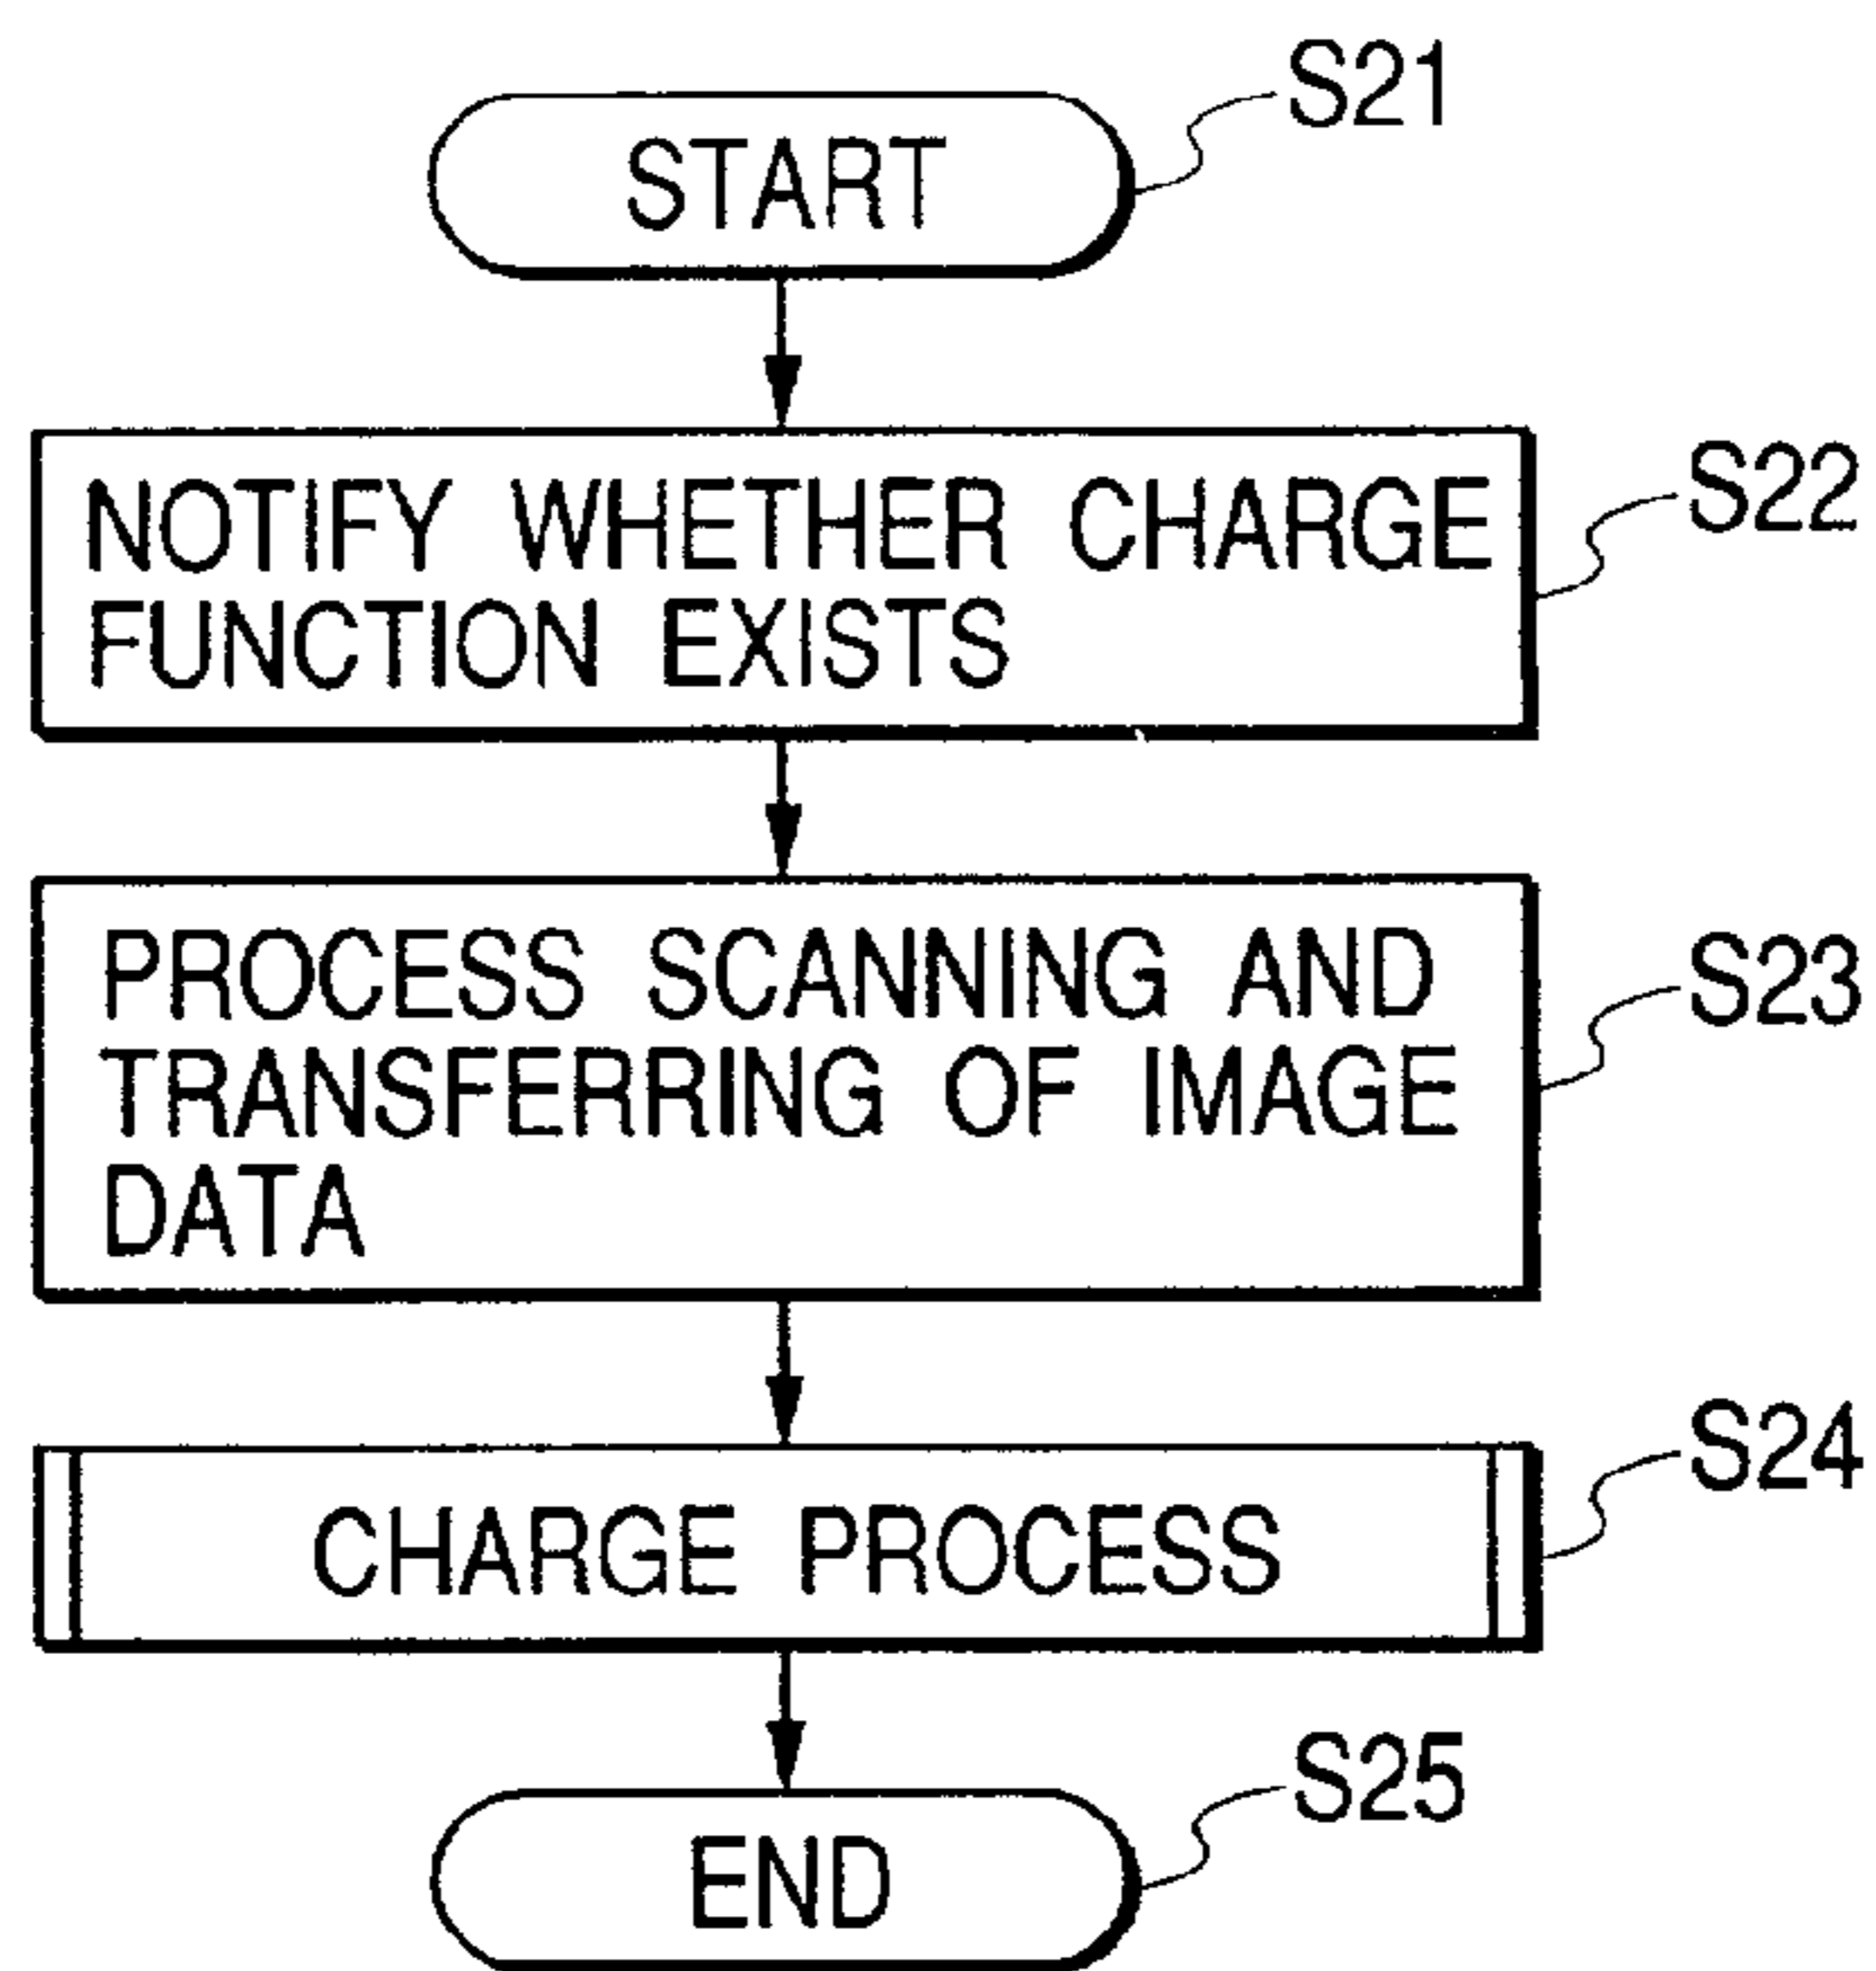 S21
START
NOTIFY WHETHER CHARGE
FUNCTION EXISTS
S22
PROCESS SCANNING AND
TRANSFERRING OF IMAGE
DATA
S23
CHARGE PROCESS
S24
END
S25